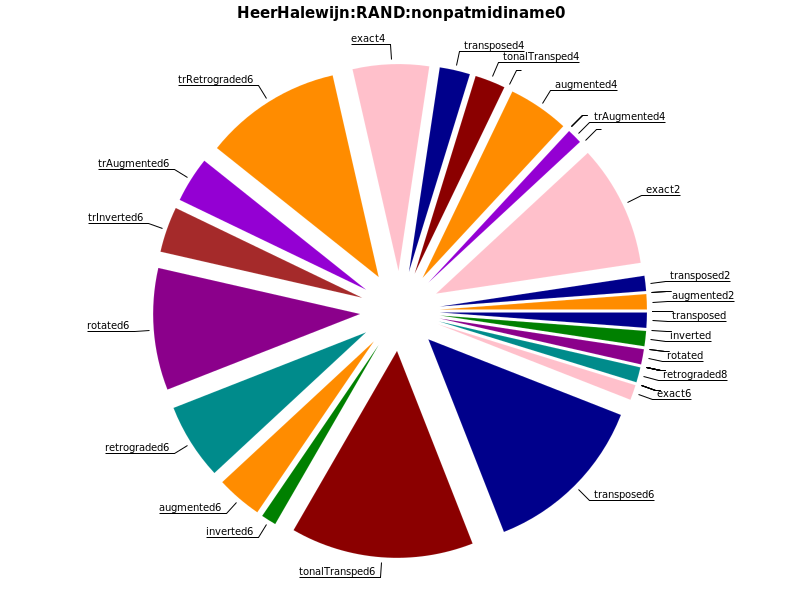 HeerHalewijn:RAND:nonpatmidiname0
exact4
transposed4
tonalTransped4
trRetrograded6
augmented4
trAugmented4
trAugmented6
exact2
trInverted6
transposed2
augmented2
transposed
rotated6
inverted
rotated
retrograded8
exact6
retrograded6
transposed6
augmented6
inverted6
tonalTransped6